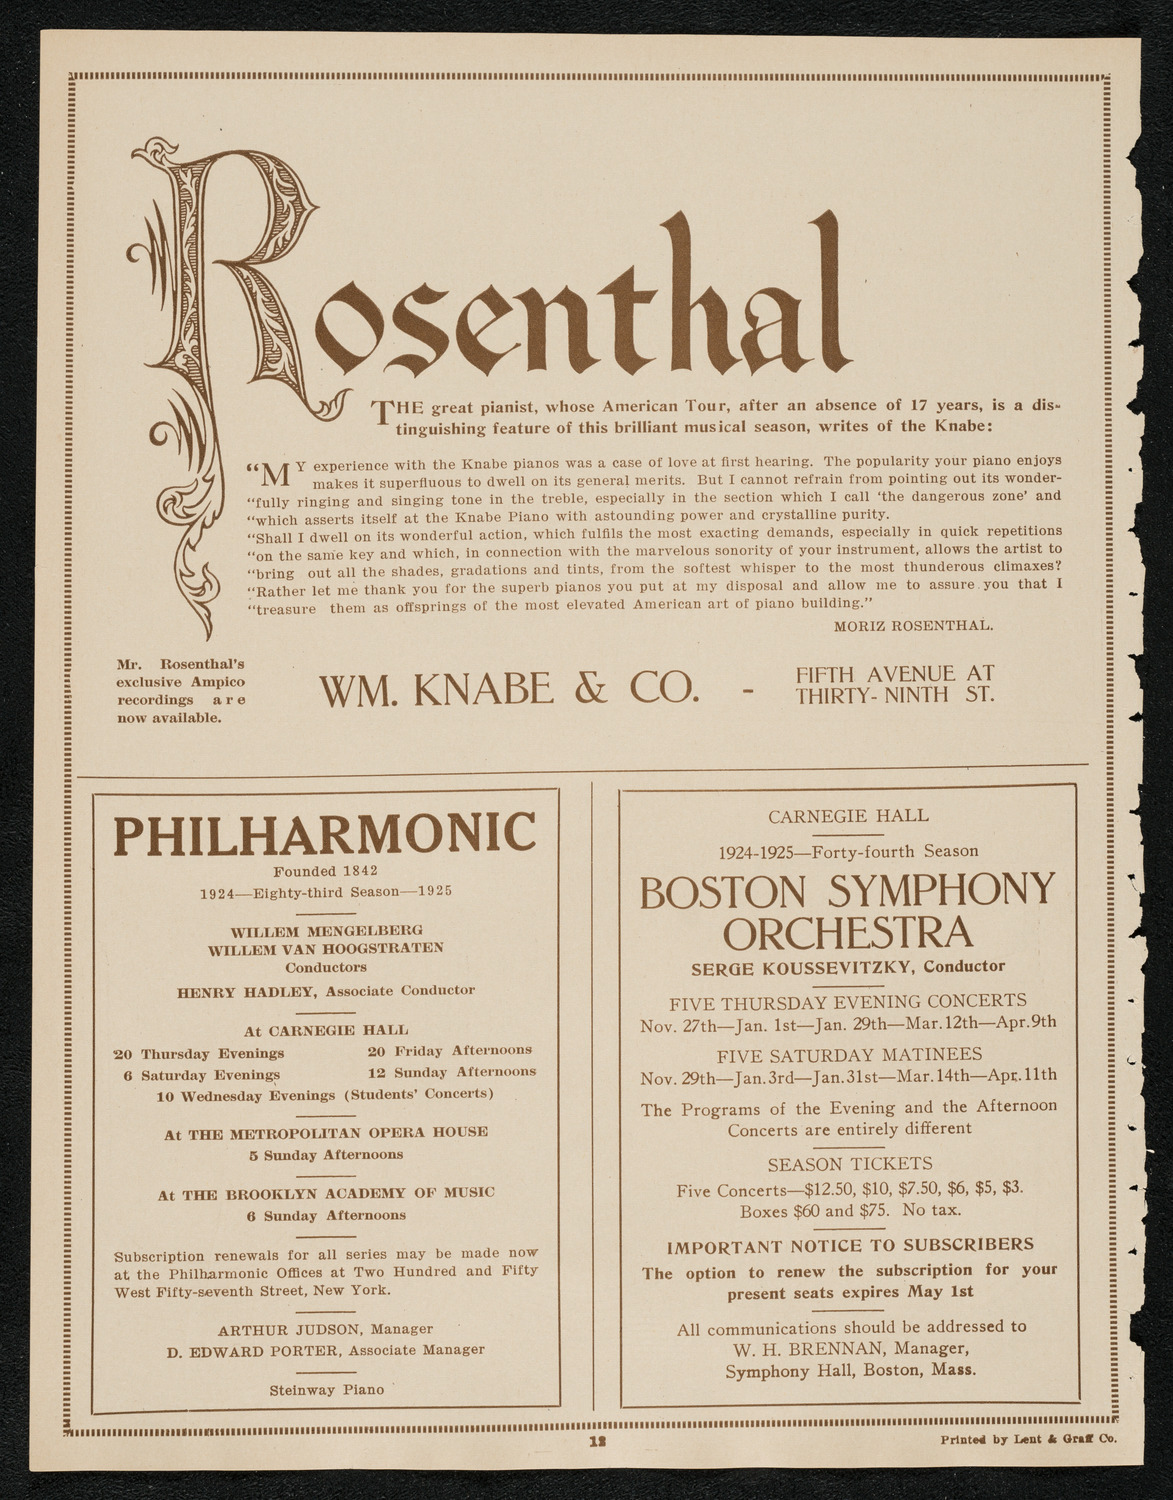 Rosenthal
THE great pianist, whose American Tour, after an absence of 17 years, is a dis-
tinguishing feature of this brilliant musical season, writes of the Knabe:
“MY experience with the Knabe pianos was a case of love at first hearing. The popularity your piano enjoys
makes it superfluous to dwell on its general merits. But I cannot refrain from pointing out its wonder-
“fully ringing and singing tone in the treble, especially in the section which I call ‘the dangerous zone’ and
“which asserts itself at the Knabe Piano with astounding power and crystalline purity.
“Shall I dwell on its wonderful action, which fulfils the most exacting demands, especially in quick repetitions
“on the same key and which, in connection with the marvelous sonority of your instrument, allows the artist to
“bring out all the shades, gradations and tints, from the softest whisper to the most thunderous climaxes?
“Rather let me thank you for the superb pianos you put at my disposal and allow me to assure you that I
“treasure them as offsprings of the most elevated American art of piano building.”
MORIZ ROSENTHAL.
Mr. Rosenthal's
exclusive Ampico
recordings are
now available.
WM. KNABE & CO. - FIFTH AVENUE AT
THIRTY-NINTH ST.
PHILHARMONIC
Founded 1842
1924—Eighty-third Season—1925
WILLEM MENGELBERG
WILLEM VAN HOOGSTRATEN
Conductors
HENRY HADLEY, Associate Conductor
At CARNEGIE HALL
20 Thursday Evenings 20 Friday Afternoons
6 Saturday Evenings 12 Sunday Afternoons
10 Wednesday Evenings (Students' Concerts)
At THE METROPOLITAN OPERA HOUSE
5 Sunday Afternoons
At THE BROOKLYN ACADEMY OF MUSIC
6 Sunday Afternoons
Subscription renewals for all series may be made now
at the Philharmonic Offices at Two Hundred and Fifty
West Fifty-seventh Street, New York.
ARTHUR JUDSON, Manager
D. EDWARD PORTER, Associate Manager
Steinway Piano
CARNEGIE HALL
1924-1925—Forty-fourth Season
BOSTON SYMPHONY
ORCHESTRA
SERGE KOUSSEVITZKY, Conductor
FIVE THURSDAY EVENING CONCERTS
Nov. 27th—Jan. 1st—Jan. 29th—Mar. 12th—Apr. 9th
FIVE SATURDAY MATINEES
Nov. 29th—Jan. 3rd—Jan. 31st—Mar. 14th—Apr. 11th
The Programs of the Evening and the Afternoon
Concerts are entirely different
SEASON TICKETS
Five Concerts—$12.50, $10, $7.50, $6, $5, $3.
Boxes $60 and $75. No tax.
IMPORTANT NOTICE TO SUBSCRIBERS
The option to renew the subscription for your
present seats expires May 1st
All communications should be addressed to
W. H. BRENNAN, Manager,
Symphony Hall, Boston, Mass.
12
Printed by Lent & Graff Co.